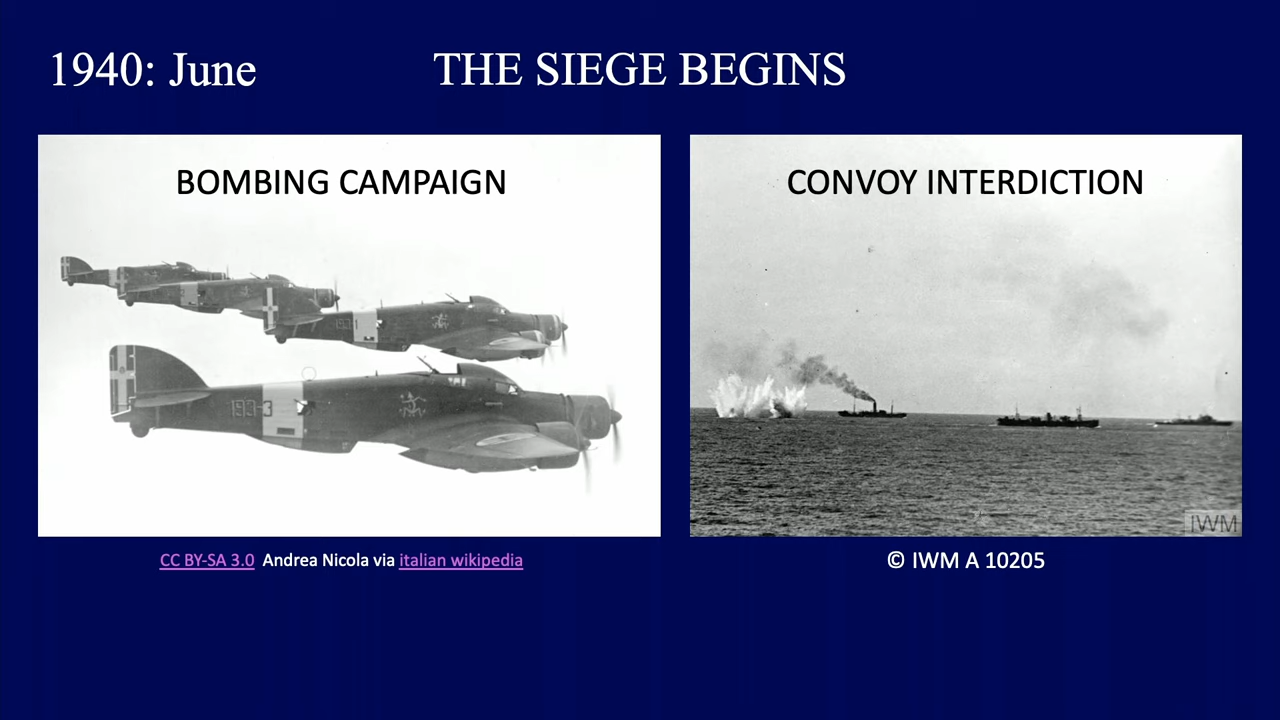 1940: June
THE SIEGE BEGINS
BOMBING CAMPAIGN
193-3
CC BY-SA 3.0 Andrea Nicola via italian wikipedia
CONVOY INTERDICTION
IWM
© IWM A 10205